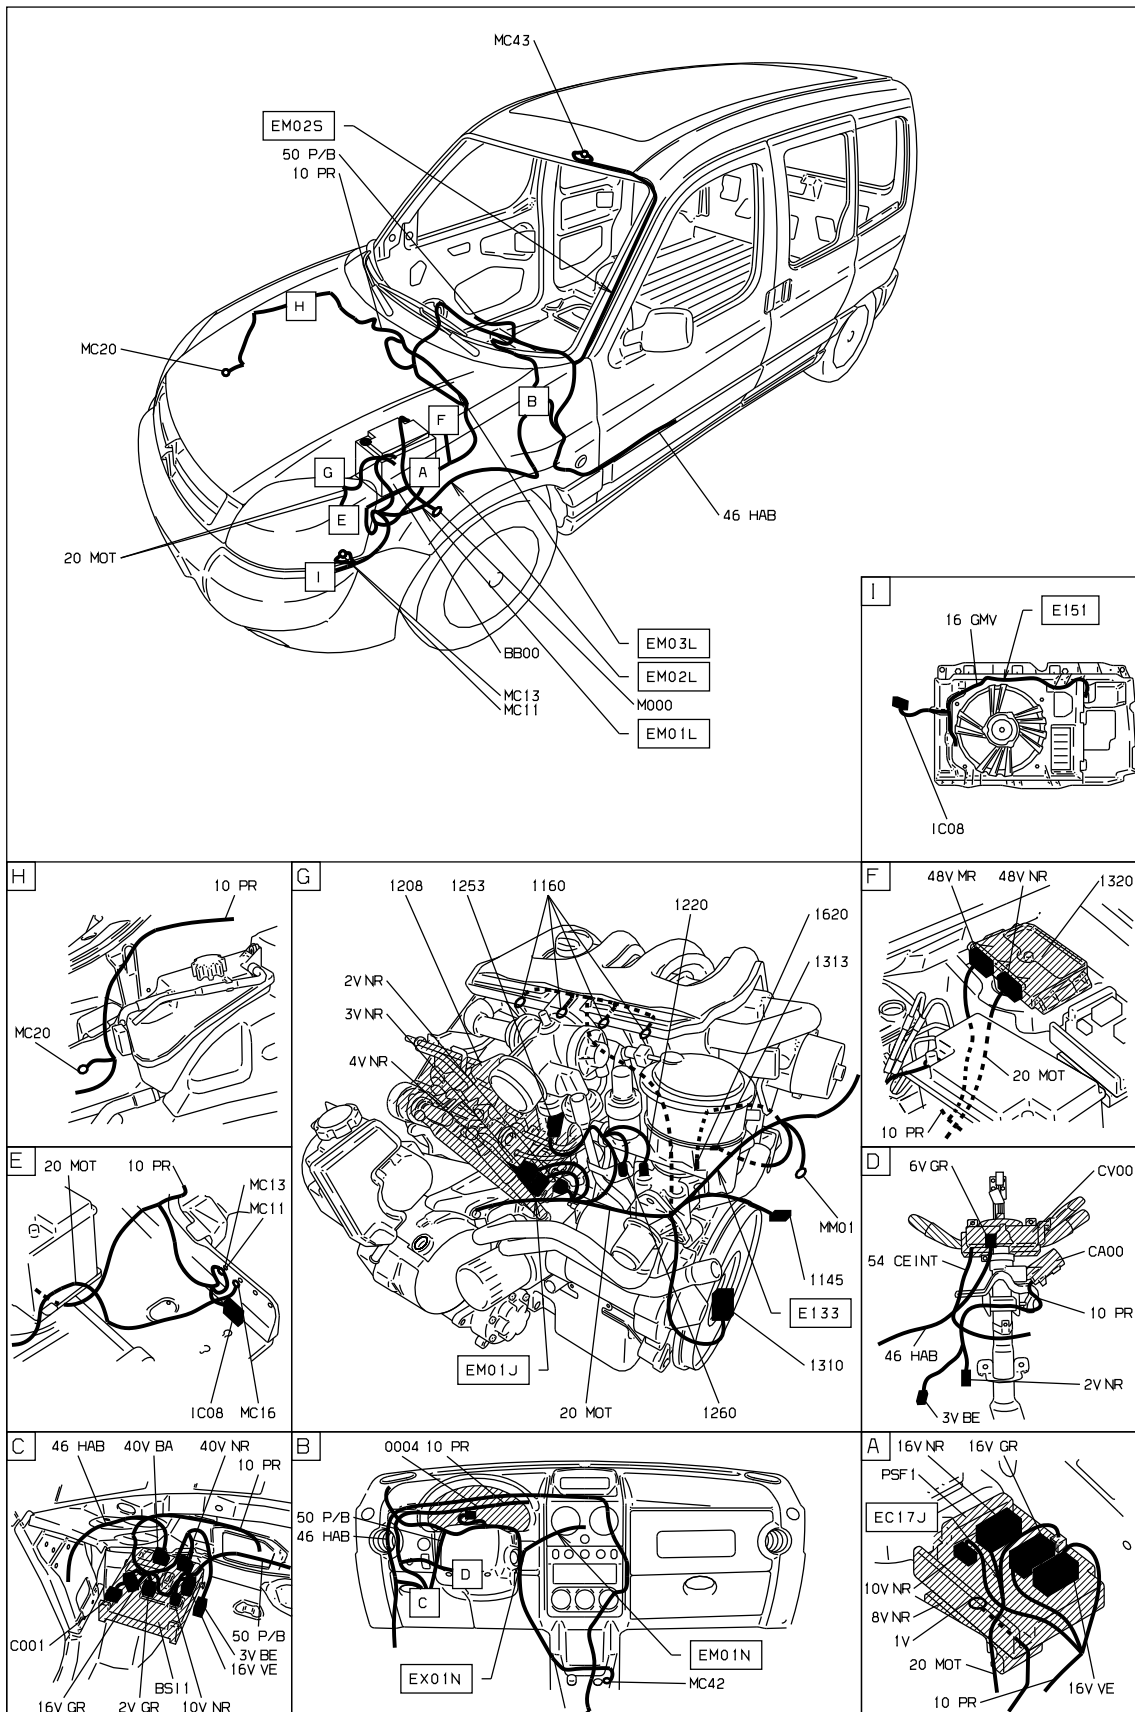 MC43
EM02S
50 P/B
10 PR
H
MC20
B
F
G
A
E
46 HAB
20 MOT
I
BB00
EM03L
EM02L
MC13
MC11
M000
EM01L
I
16 GMV
E151
IC08
H
10 PR
MC20
G
1208
1253
1160
1220
1620
1313
2V NR
3V NR
4V NR
MM01
1145
E133
1310
EM01J
20 MOT
1260
F
48V MR
48V NR
1320
20 MOT
10 PR
E
20 MOT
10 PR
MC13
MC11
IC08
MC16
D
6V GR
CV00
54 CEINT
CA00
10 PR
46 HAB
2V NR
3V BE
C
46 HAB
40V BA
40V NR
10 PR
C001
50 P/B
3V BE
16V VE
BSI1
16V GR
2V GR
10V NR
B
0004
10 PR
50 P/B
46 HAB
D
C
EX01N
EM01N
MC42
A
16V NR
16V GR
PSF1
EC17J
10V NR
8V NR
1V
20 MOT
10 PR
16V VE